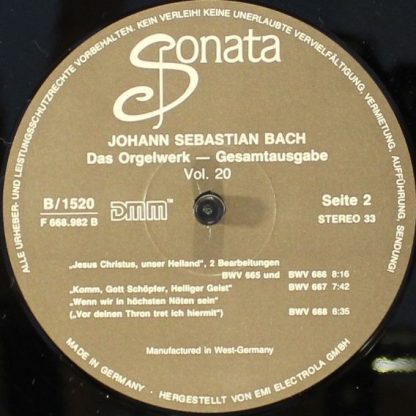 ALLE URHEBER- UND LEISTUNGSSCHUTZRECHTE VORBEHALTEN. KEIN VERLEIH! KEINE UNERLAUBTE VERVIELFÄLTIGUNG, VERMIETUNG, AUFFÜHRUNG, SENDUNG!
Sonata
JOHANN SEBASTIAN BACH
Das Orgelwerk — Gesamtausgabe
Vol. 20
B/1520
F 668.982 B
DMM™
Seite 2
STEREO 33
„Jesus Christus, unser Heiland", 2 Bearbeitungen
BWV 665 und BWV 666 8:16
„Komm, Gott Schöpfer, Heiliger Geist" BWV 667 7:42
„Wenn wir in höchsten Nöten sein"
(„Vor deinen Thron tret ich hiermit") BWV 668 6:35
Manufactured in West-Germany
MADE IN GERMANY · HERGESTELLT VON EMI ELECTROLA GMBH